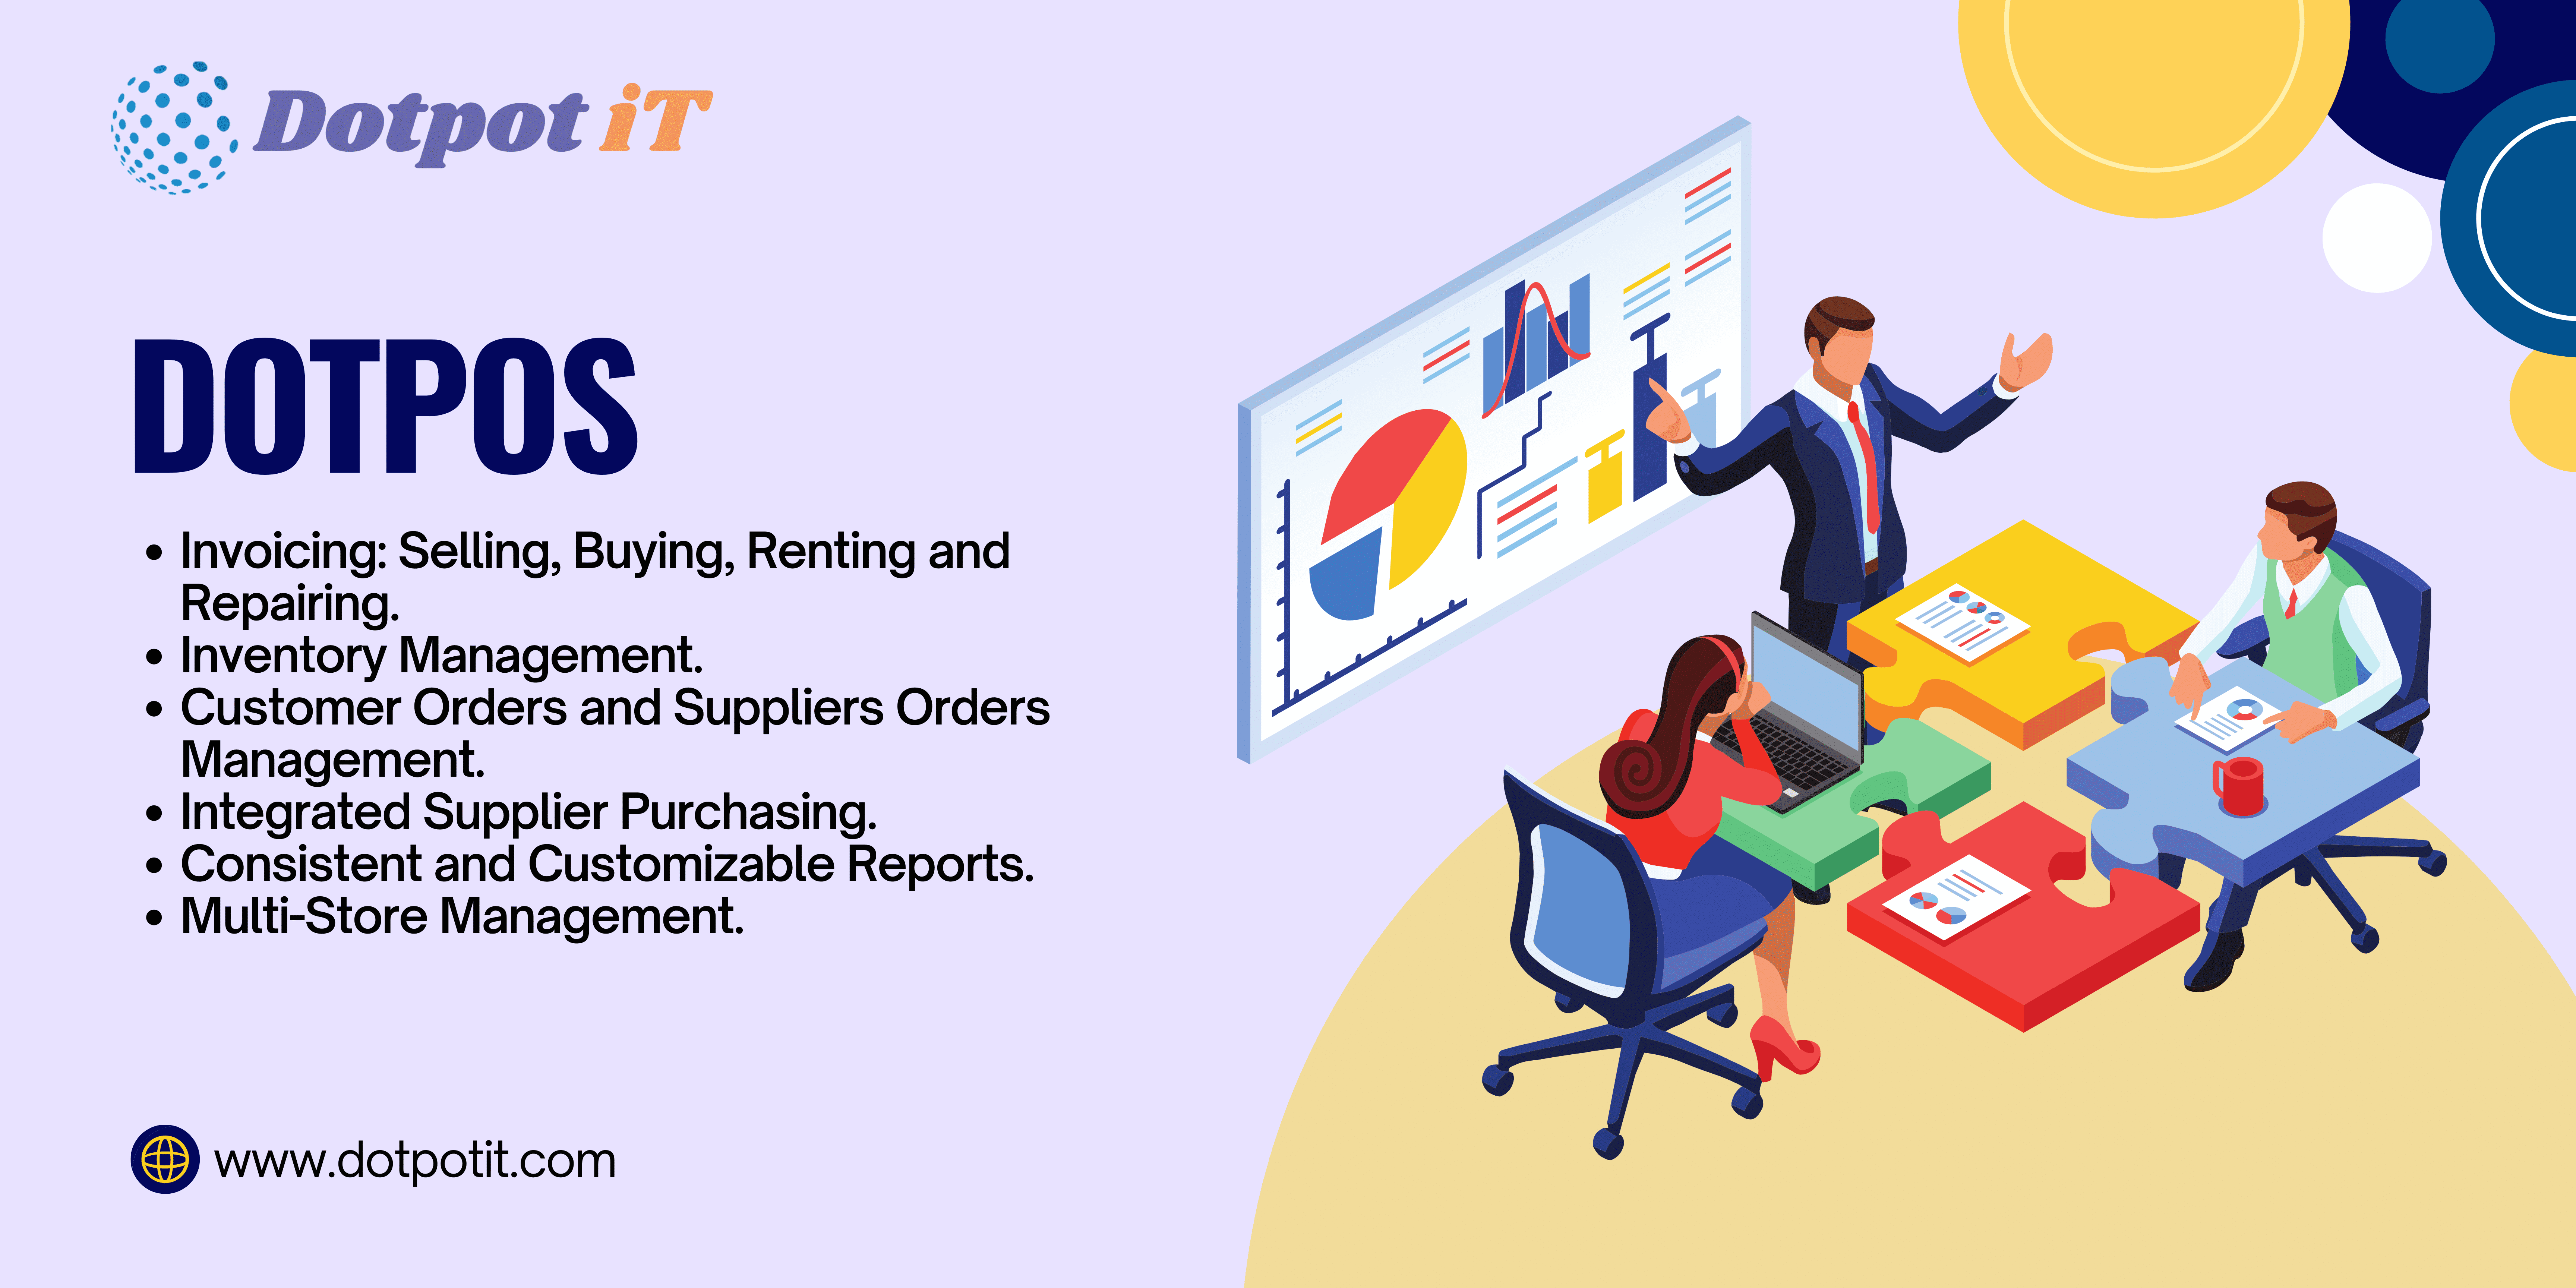 Dotpot iT
DOTPOS
• Invoicing: Selling, Buying, Renting and
Repairing.
• Inventory Management.
• Customer Orders and Suppliers Orders
Management.
• Integrated Supplier Purchasing.
• Consistent and Customizable Reports.
• Multi-Store Management.
www.dotpotit.com